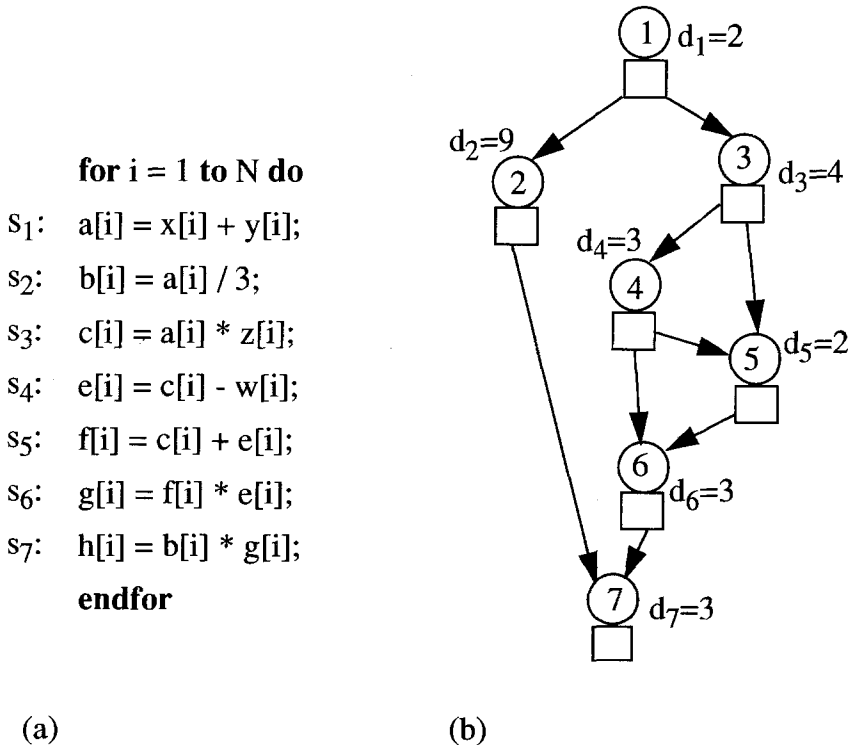 for i = 1 to N do
s1: a[i] = x[i] + y[i];
s2: b[i] = a[i] / 3;
s3: c[i] = a[i] * z[i];
s4: e[i] = c[i] - w[i];
s5: f[i] = c[i] + e[i];
s6: g[i] = f[i] * e[i];
s7: h[i] = b[i] * g[i];
endfor
(a)
1 d1=2
d2=9
2
3
d3=4
d4=3
4
5 d5=2
6
d6=3
7 d7=3
(b)